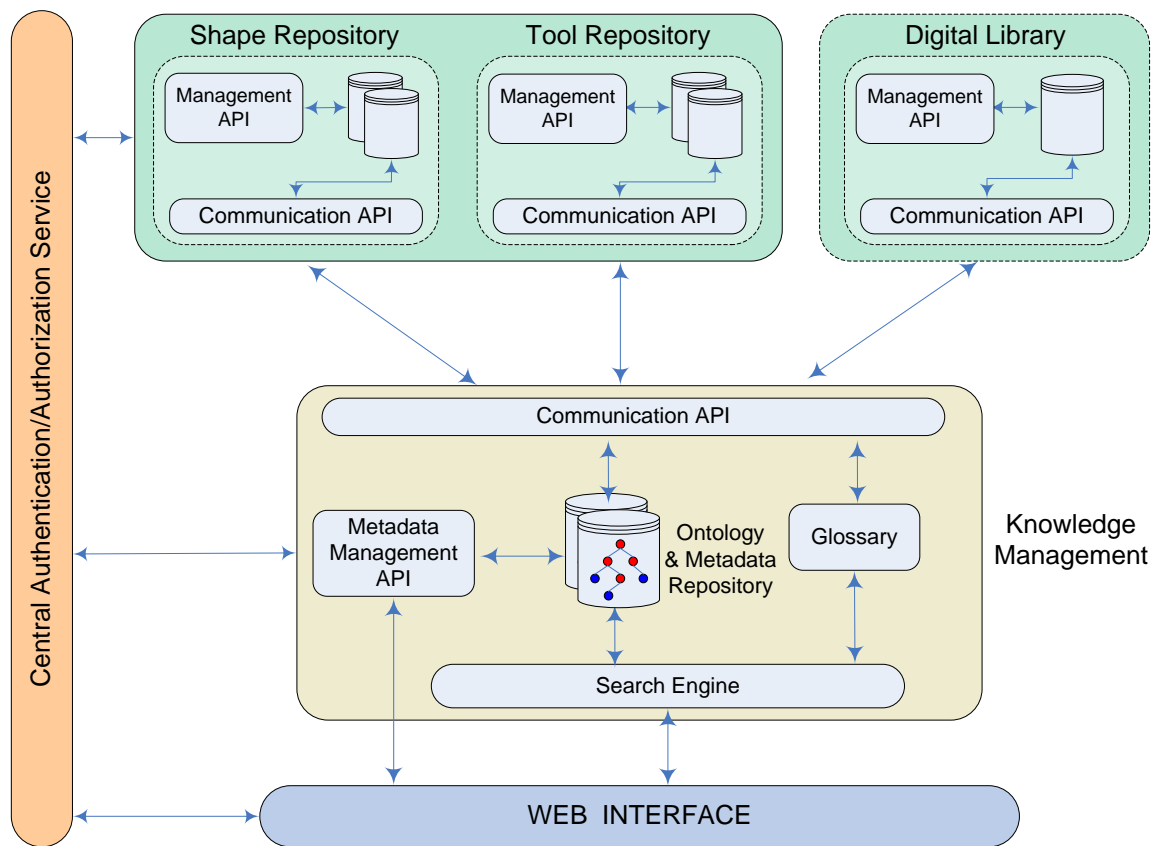 Central Authentication/Authorization Service
Shape Repository
Tool Repository
Digital Library
Management
API
Management
API
Management
API
Communication API
Communication API
Communication API
Communication API
Metadata
Management
API
Ontology
& Metadata
Repository
Glossary
Knowledge
Management
Search Engine
WEB INTERFACE